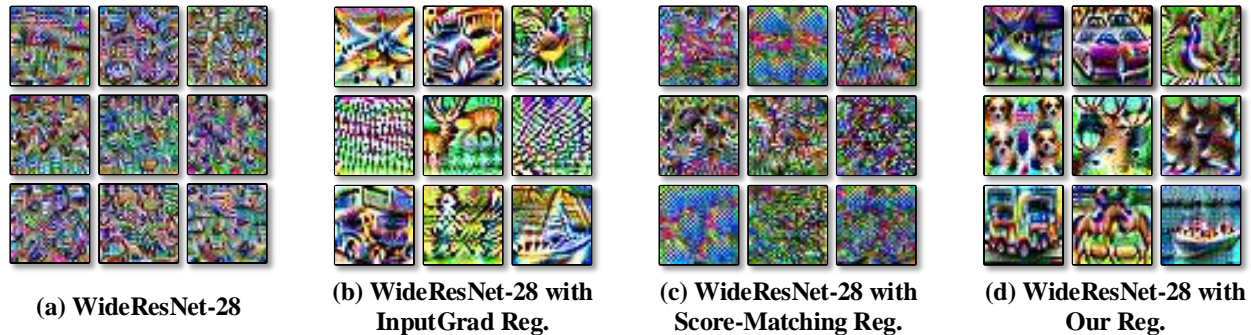 (a) WideResNet-28
(b) WideResNet-28 with
InputGrad Reg.
(c) WideResNet-28 with
Score-Matching Reg.
(d) WideResNet-28 with
Our Reg.